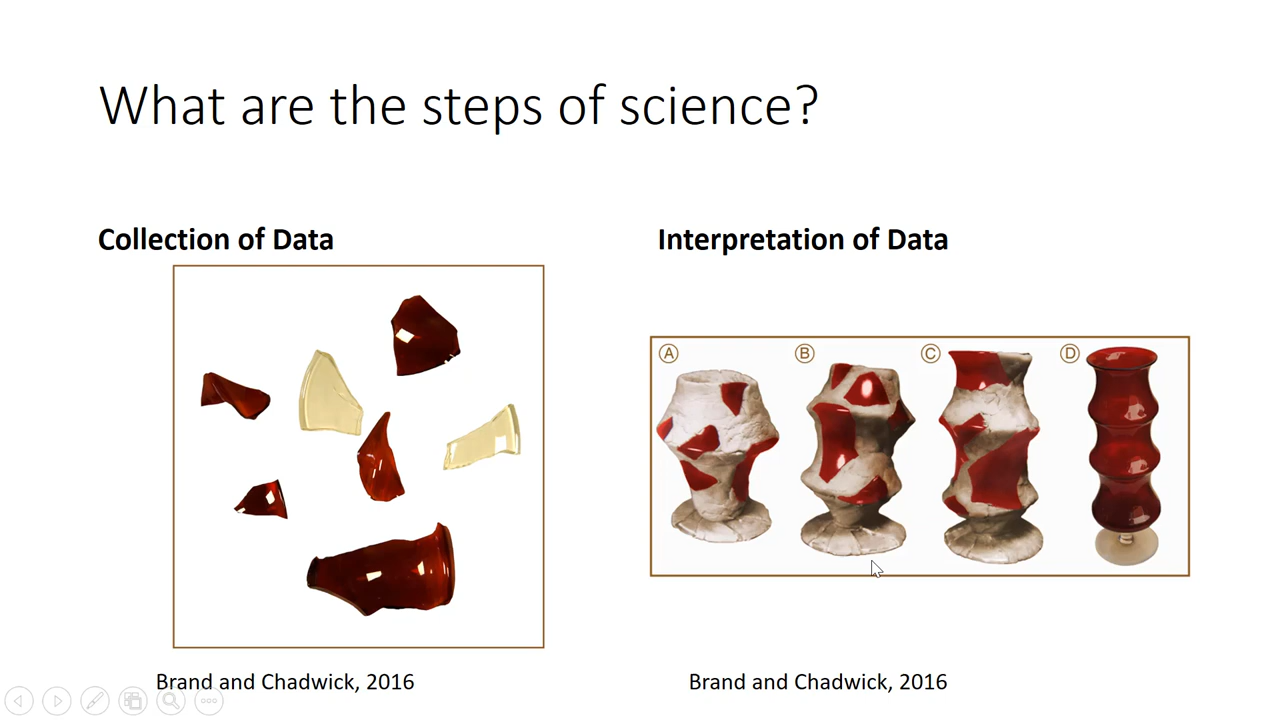 What are the steps of science?
Collection of Data
Interpretation of Data
A B C D
Brand and Chadwick, 2016
Brand and Chadwick, 2016